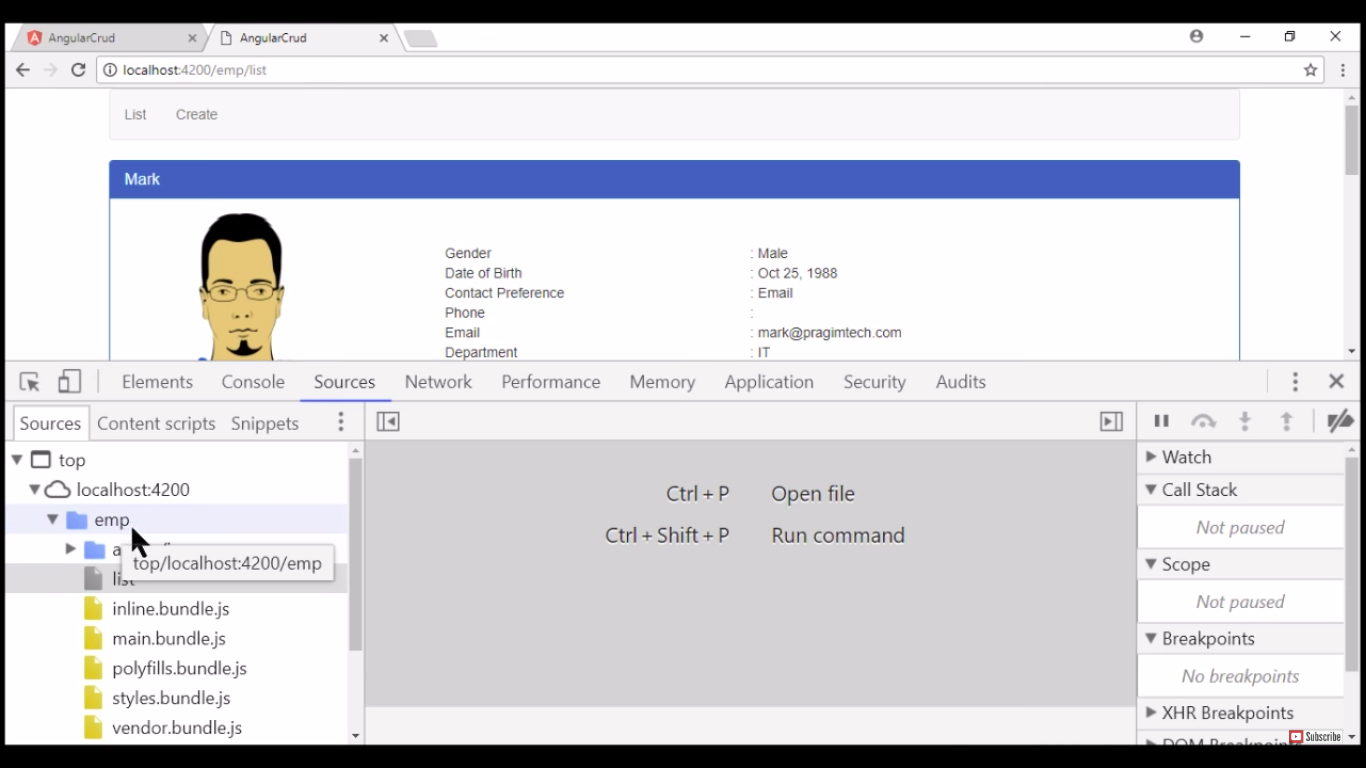 AngularCrud
AngularCrud
localhost:4200/emp/list
List Create
Mark
Gender : Male
Date of Birth : Oct 25, 1988
Contact Preference : Email
Phone :
Email : mark@pragimtech.com
Department : IT
Elements Console Sources Network Performance Memory Application Security Audits
Sources Content scripts Snippets
top
localhost:4200
emp
top/localhost:4200/emp
list
inline.bundle.js
main.bundle.js
polyfills.bundle.js
styles.bundle.js
vendor.bundle.js
Ctrl + P Open file
Ctrl + Shift + P Run command
Watch
Call Stack
Not paused
Scope
Not paused
Breakpoints
No breakpoints
XHR Breakpoints
DOM Breakpoints
Subscribe